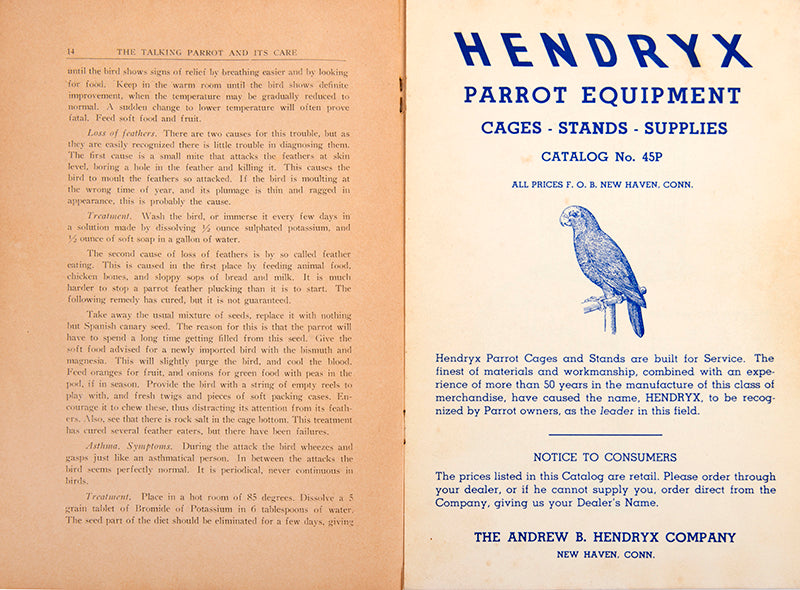 14 THE TALKING PARROT AND ITS CARE
until the bird shows signs of relief by breathing easier and by looking
for food. Keep in the warm room until the bird shows definite
improvement, when the temperature may be gradually reduced to
normal. A sudden change to lower temperature will often prove
fatal. Feed soft food and fruit.
Loss of feathers. There are two causes for this trouble, but as
they are easily recognized there is little trouble in diagnosing them.
The first cause is a small mite that attacks the feathers at skin
level, boring a hole in the feather and killing it. This causes the
bird to moult the feathers so attacked. If the bird is moulting at
the wrong time of year, and its plumage is thin and ragged in
appearance, this is probably the cause.
Treatment. Wash the bird, or immerse it every few days in
a solution made by dissolving ½ ounce sulphated potassium, and
½ ounce of soft soap in a gallon of water.
The second cause of loss of feathers is by so called feather
eating. This is caused in the first place by feeding animal food,
chicken bones, and sloppy sops of bread and milk. It is much
harder to stop a parrot feather plucking than it is to start. The
following remedy has cured, but it is not guaranteed.
Take away the usual mixture of seeds, replace it with nothing
but Spanish canary seed. The reason for this is that the parrot will
have to spend a long time getting filled from this seed. Give the
soft food advised for a newly imported bird with the bismuth and
magnesia. This will slightly purge the bird, and cool the blood.
Feed oranges for fruit, and onions for green food with peas in the
pod, if in season. Provide the bird with a string of empty reels to
play with, and fresh twigs and pieces of soft packing cases. En-
courage it to chew these, thus distracting its attention from its feath-
ers. Also, see that there is rock salt in the cage bottom. This treatment
has cured several feather eaters, but there have been failures.
Asthma, Symptoms. During the attack the bird wheezes and
gasps just like an asthmatical person. In between the attacks the
bird seems perfectly normal. It is periodical, never continuous in
birds.
Treatment. Place in a hot room of 85 degrees. Dissolve a 5
grain tablet of Bromide of Potassium in 6 tablespoons of water.
The seed part of the diet should be eliminated for a few days, giving
HENDRYX
PARROT EQUIPMENT
CAGES - STANDS - SUPPLIES
CATALOG No. 45P
ALL PRICES F. O. B. NEW HAVEN, CONN.
Hendryx Parrot Cages and Stands are built for Service. The
finest of materials and workmanship, combined with an expe-
rience of more than 50 years in the manufacture of this class of
merchandise, have caused the name, HENDRYX, to be recog-
nized by Parrot owners, as the leader in this field.
NOTICE TO CONSUMERS
The prices listed in this Catalog are retail. Please order through
your dealer, or if he cannot supply you, order direct from the
Company, giving us your Dealer's Name.
THE ANDREW B. HENDRYX COMPANY
NEW HAVEN, CONN.